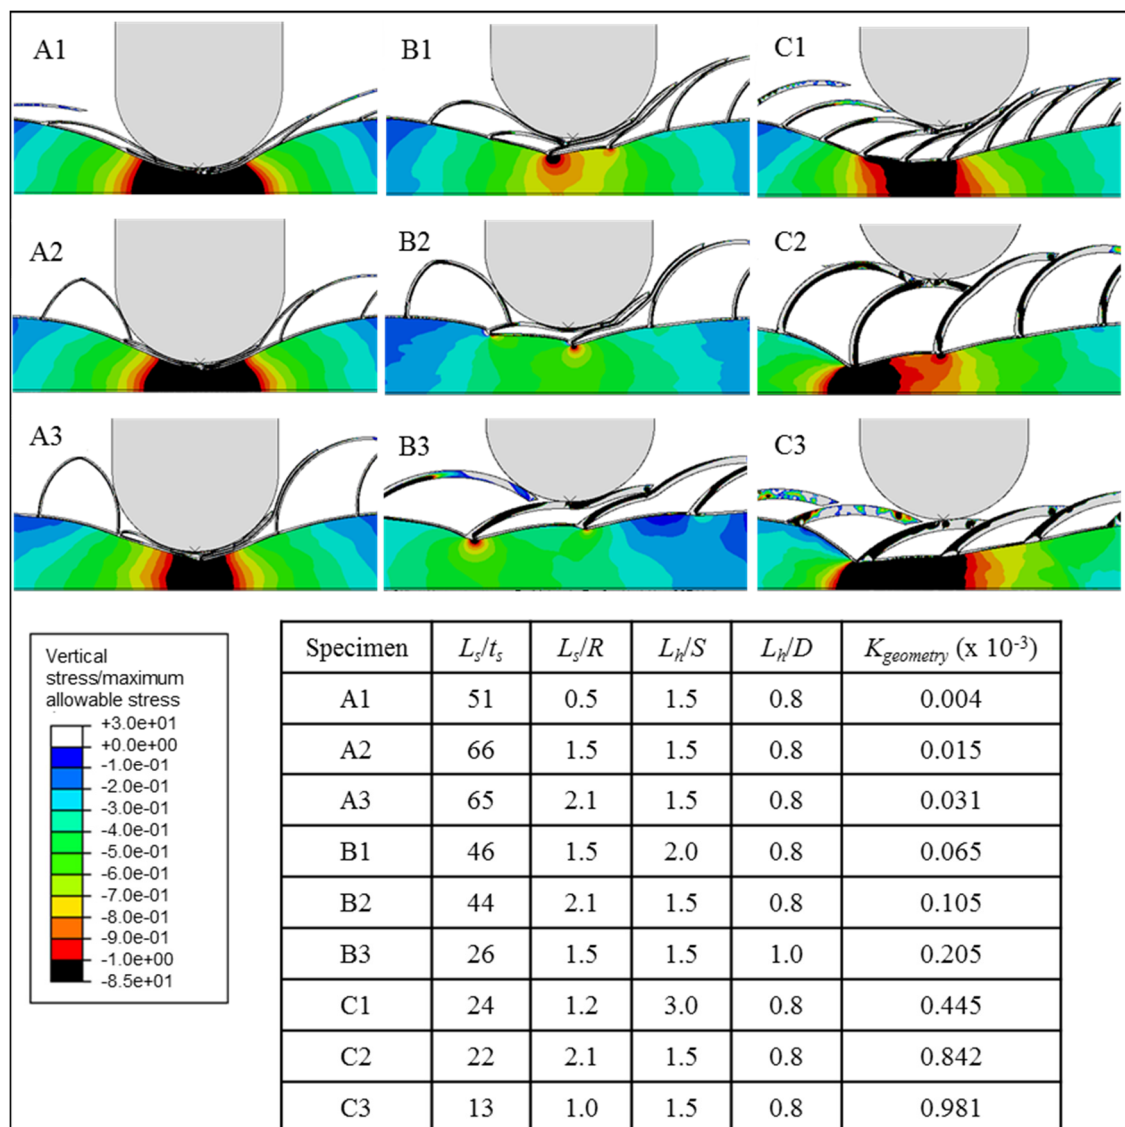 A1
B1
C1
A2
B2
C2
A3
B3
C3
Vertical
stress/maximum
allowable stress
+3.0e+01
+0.0e+00
-1.0e-01
-2.0e-01
-3.0e-01
-4.0e-01
-5.0e-01
-6.0e-01
-7.0e-01
-8.0e-01
-9.0e-01
-1.0e+00
-8.5e+01
Specimen Ls/ts Ls/R Lh/S Lh/D Kgeometry (x 10-3)
A1 51 0.5 1.5 0.8 0.004
A2 66 1.5 1.5 0.8 0.015
A3 65 2.1 1.5 0.8 0.031
B1 46 1.5 2.0 0.8 0.065
B2 44 2.1 1.5 0.8 0.105
B3 26 1.5 1.5 1.0 0.205
C1 24 1.2 3.0 0.8 0.445
C2 22 2.1 1.5 0.8 0.842
C3 13 1.0 1.5 0.8 0.981